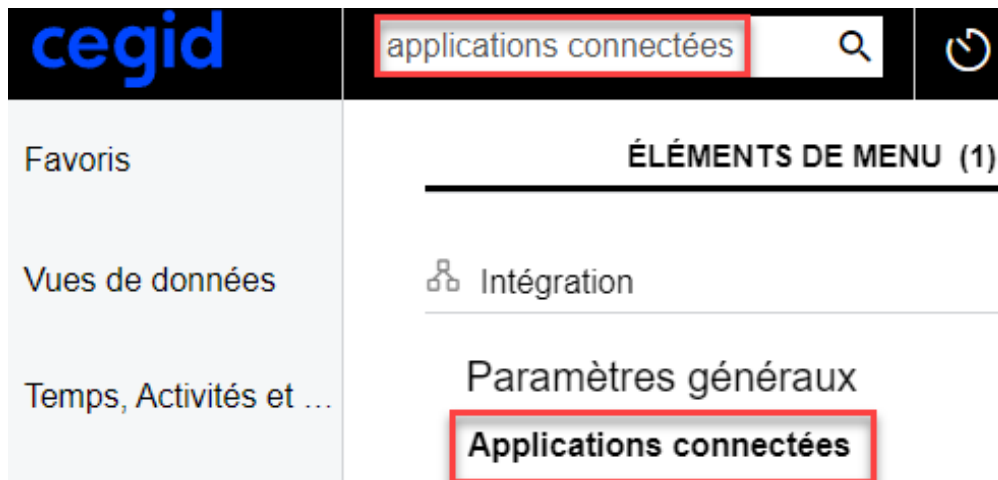 cegid
applications connectées
Favoris
Vues de données
Temps, Activités et ...
ÉLÉMENTS DE MENU (1)
Intégration
Paramètres généraux
Applications connectées